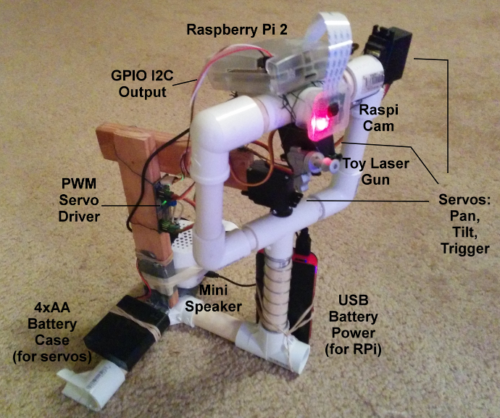 Raspberry Pi 2
GPIO I2C
Output
Raspi
Cam
Toy Laser
Gun
PWM
Servo
Driver
Servos:
Pan,
Tilt,
Trigger
Mini
Speaker
4xAA
Battery
Case
(for servos)
USB
Battery
Power
(for RPi)